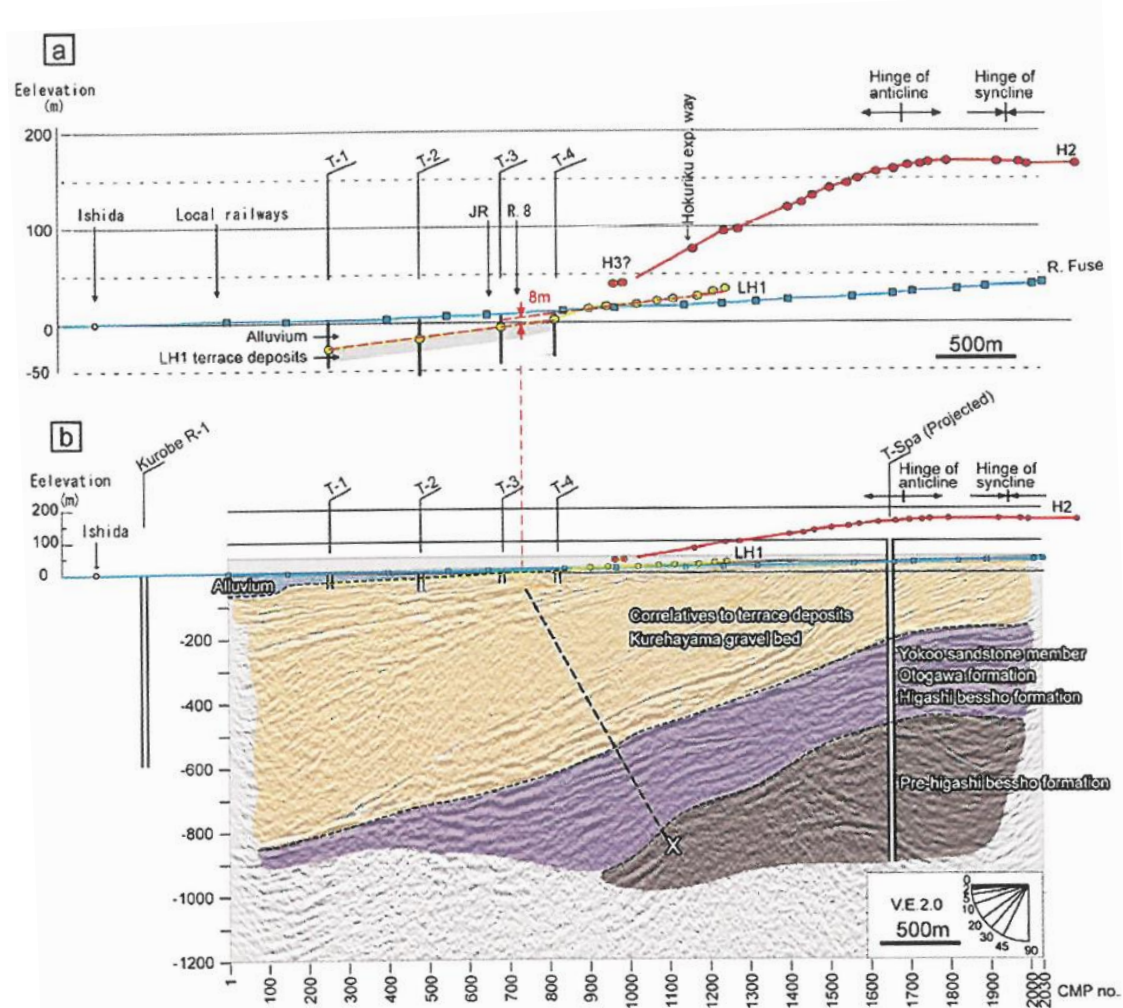 a
Eelevation
(m)
Hinge of
anticline
Hinge of
syncline
200
T-1
T-2
T-3
T-4
Hokuriku exp. way
H2
Ishida
Local railways
JR
R. 8
100
H3?
R. Fuse
LH1
8m
0
Alluvium
LH1 terrace deposits
500m
-50
b
Kurobe R-1
T-Spa (Projected)
Eelevation
(m)
T-1
T-2
T-3
T-4
Hinge of
anticline
Hinge of
syncline
200
H2
Ishida
100
LH1
0
Alluvium
Correlatives to terrace deposits
Kurehayama gravel bed
-200
Yokoo sandstone member
Otogawa formation
Higashi bessho formation
-400
-600
Pre-higashi bessho formation
-800
X
-1000
V.E 2.0
500m
0
5
10
20
30
45
90
-1200
1
100
200
300
400
500
600
700
800
900
1000
1100
1200
1300
1400
1500
1600
1700
1800
1900
2000
2030
CMP no.